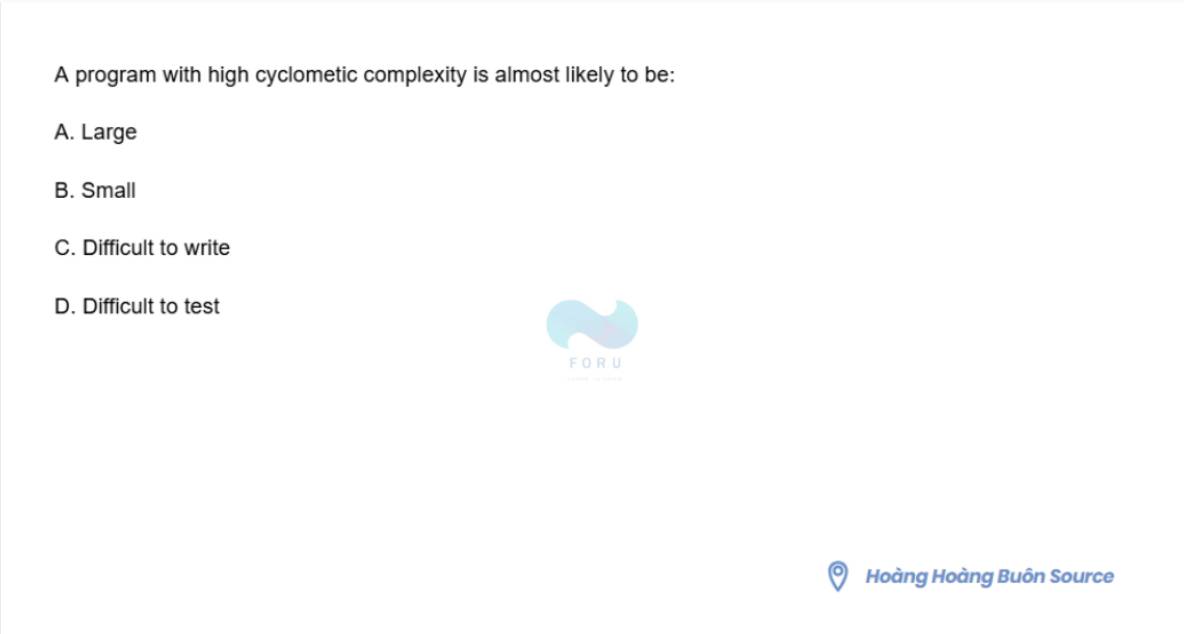 A program with high cyclometic complexity is almost likely to be:
A. Large
B. Small
C. Difficult to write
D. Difficult to test
FORU
Hoàng Hoàng Buôn Source